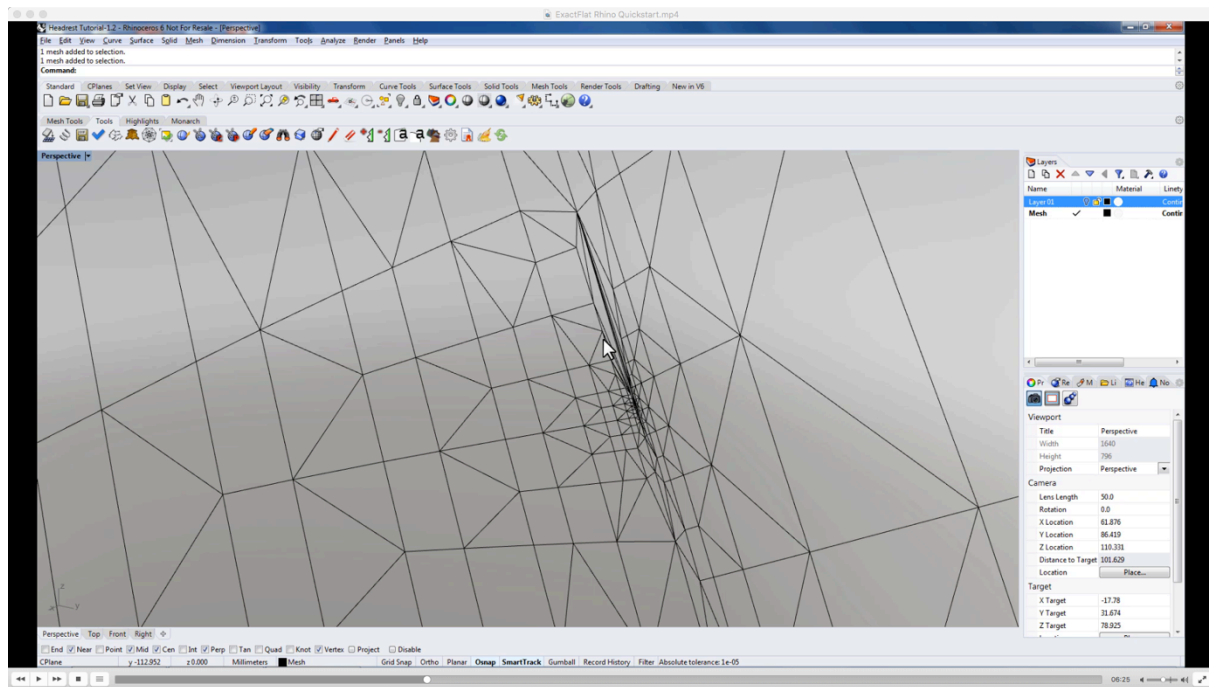 ExactFlat Rhino Quickstart.mp4
Headrest Tutorial-1.2 - Rhinoceros 6 Not For Resale - [Perspective]
File Edit View Curve Surface Solid Mesh Dimension Transform Tools Analyze Render Panels Help
1 mesh added to selection.
1 mesh added to selection.
Command:
Standard CPlanes Set View Display Select Viewport Layout Visibility Transform Curve Tools Surface Tools Solid Tools Mesh Tools Render Tools Drafting New in V6
Mesh Tools Tools Highlights Monarch
Perspective
Layers
Name Material Linety
Layer 01 Contin
Mesh Contin
Pr Re M Li He No
Viewport
Title Perspective
Width 1640
Height 796
Projection Perspective
Camera
Lens Length 50.0
Rotation 0.0
X Location 61.876
Y Location 86.419
Z Location 110.331
Distance to Target 101.629
Location Place...
Target
X Target -17.78
Y Target 31.674
Z Target 78.925
z
y
Perspective Top Front Right
End Near Point Mid Cen Int Perp Tan Quad Knot Vertex Project Disable
CPlane y -112.952 z 0.000 Millimeters Mesh Grid Snap Ortho Planar Osnap SmartTrack Gumball Record History Filter Absolute tolerance: 1e-05
06:25